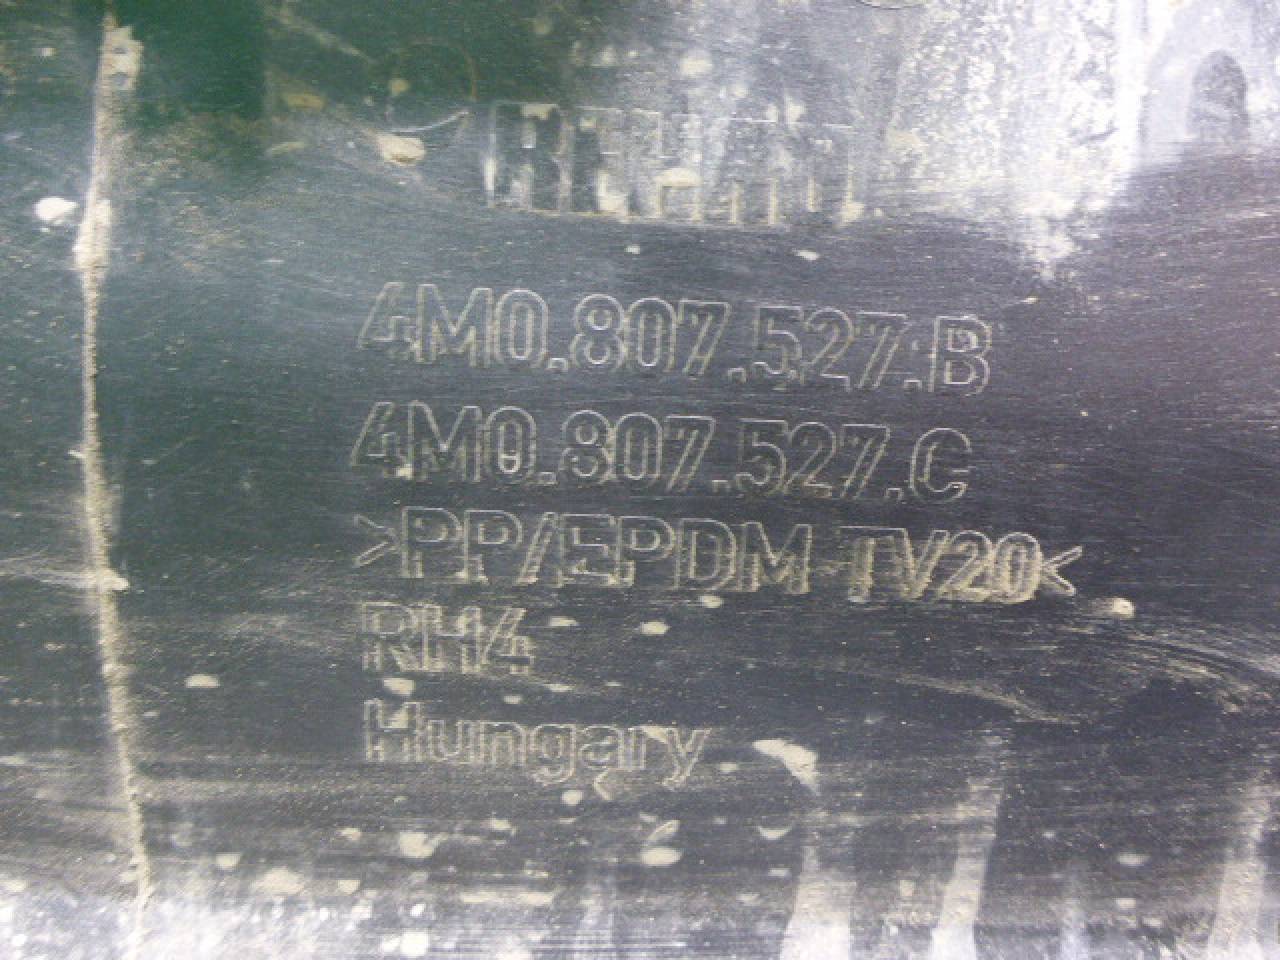 REHAU
4M0.807.527.B
4M0.807.527.C
>PP/EPDM-TV20<
RH4
Hungary